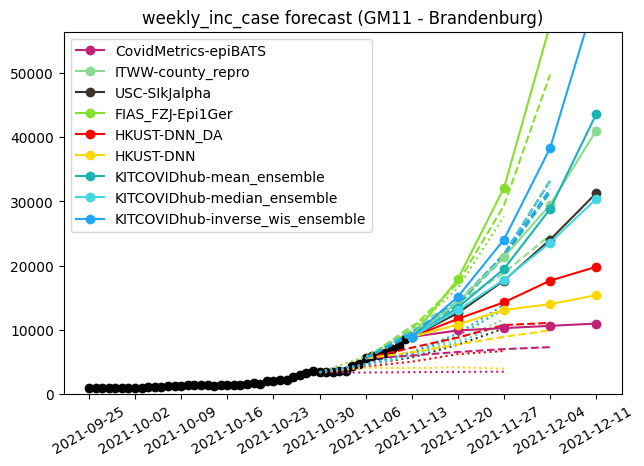 weekly_inc_case forecast (GM11 - Brandenburg)
CovidMetrics-epiBATS
ITWW-county_repro
USC-SIkJalpha
FIAS_FZJ-Epi1Ger
HKUST-DNN_DA
HKUST-DNN
KITCOVIDhub-mean_ensemble
KITCOVIDhub-median_ensemble
KITCOVIDhub-inverse_wis_ensemble
50000
40000
30000
20000
10000
0
2021-09-25
2021-10-02
2021-10-09
2021-10-16
2021-10-23
2021-10-30
2021-11-06
2021-11-13
2021-11-20
2021-11-27
2021-12-04
2021-12-11